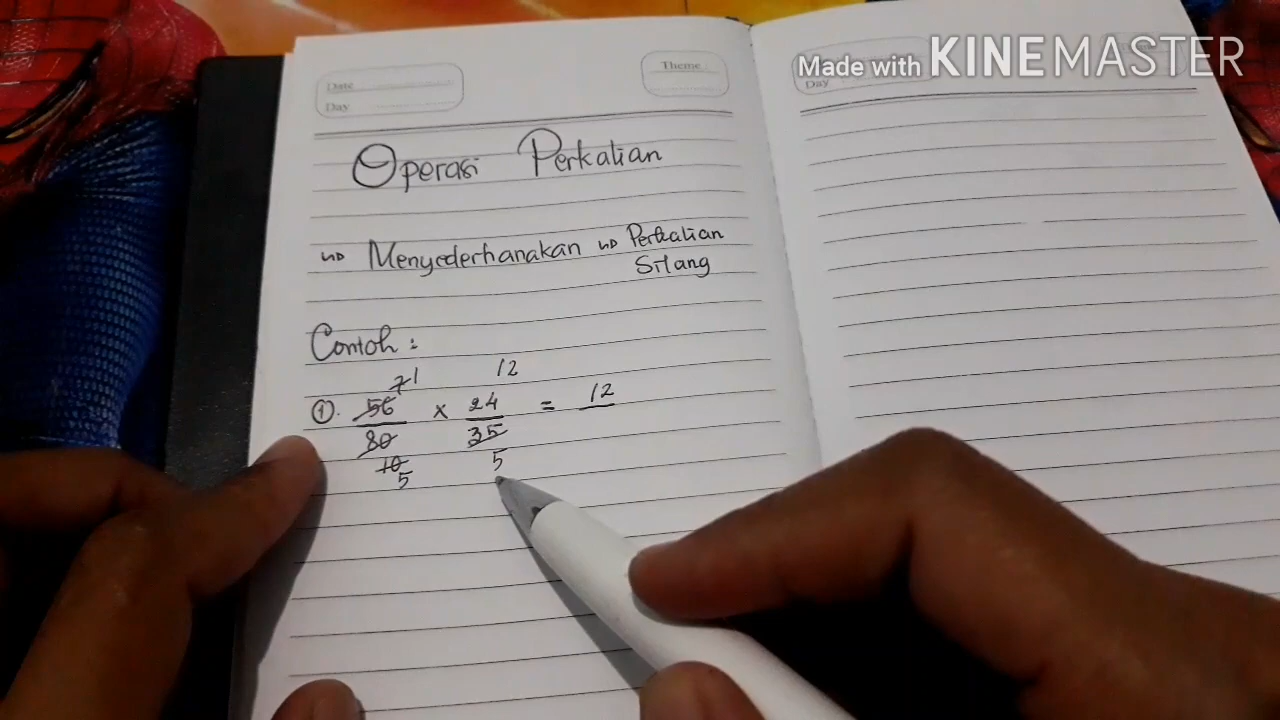 Made with KINEMASTER
Date
Day
Theme :
Day
Operasi Perkalian
Menyederhanakan Perkalian
Silang
Contoh :
7 1 12
①. 56 x 24 = 12
80 35
10 5
5